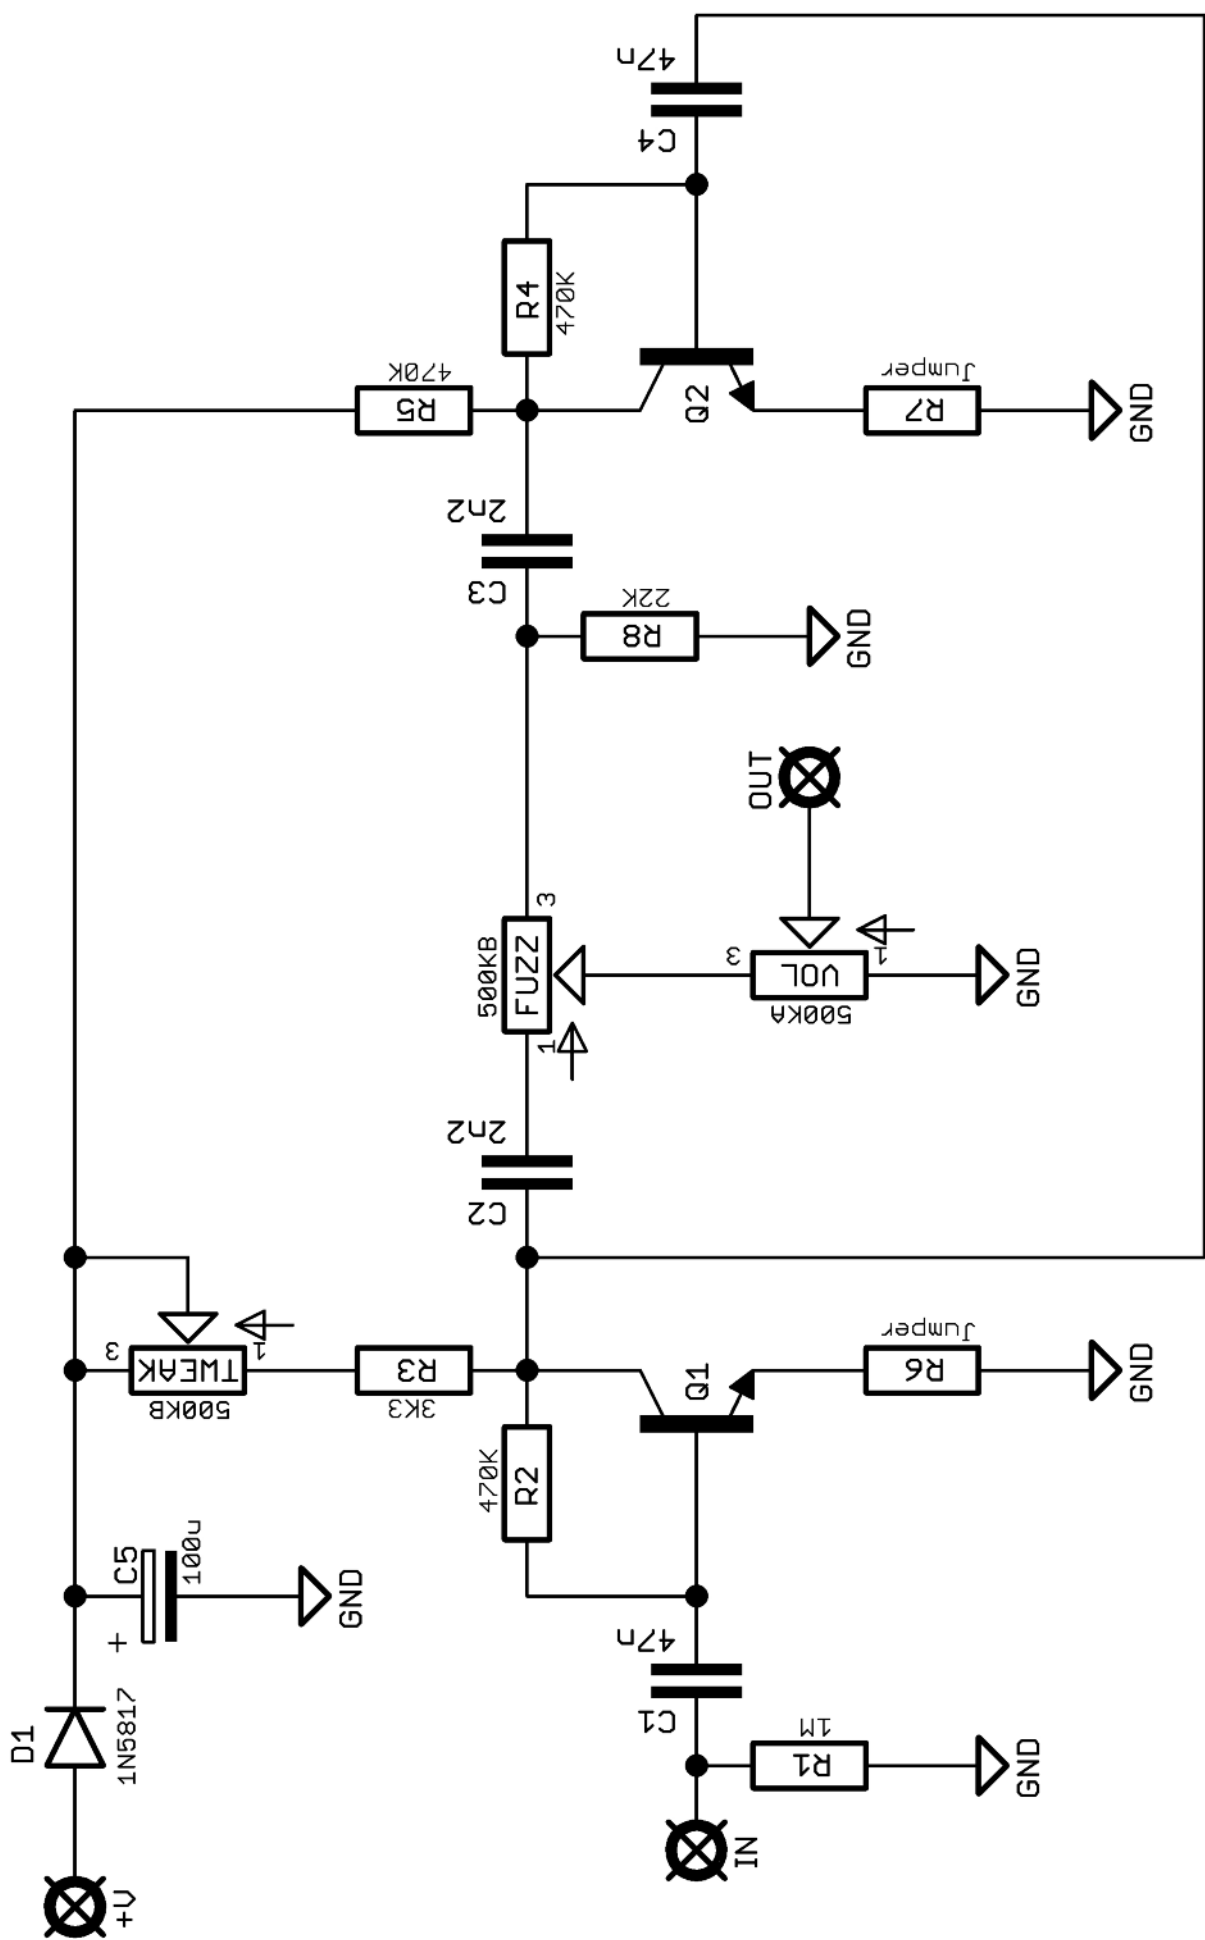 +V
D1
1N5817
+
C5
100u
GND
3
TWEAK
1
500KB
R3
3K3
R2
470K
IN
C1
47n
R1
1M
GND
Q1
R6
Jumper
GND
C2
2n2
1
FUZZ
500KB
3
3
VOL
1
500KA
GND
OUT
C3
2n2
R8
22K
GND
R5
470K
R4
470K
Q2
R7
Jumper
GND
C4
47n